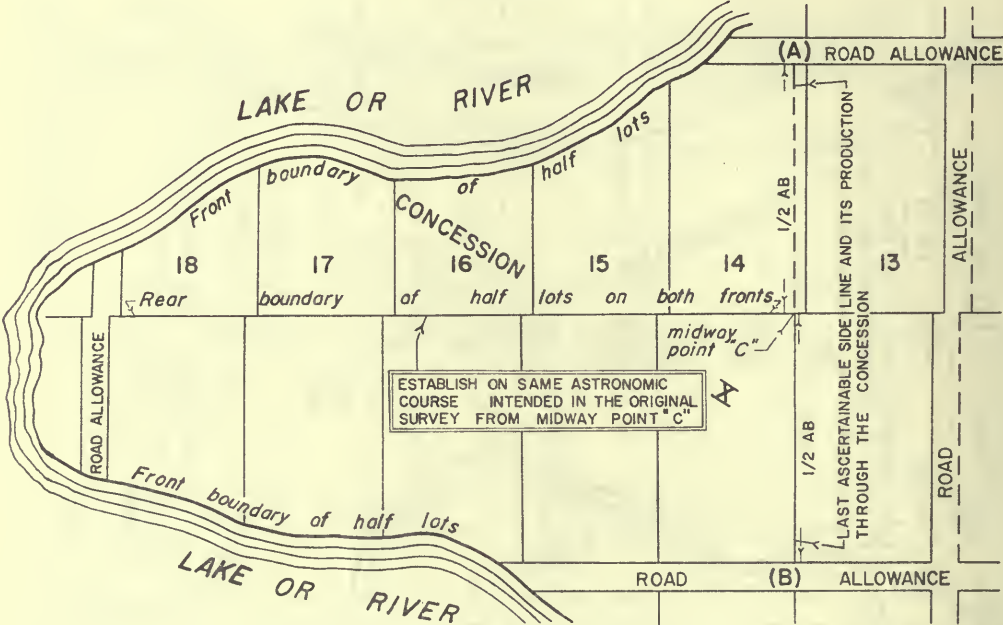 (A) ROAD ALLOWANCE
LAKE OR RIVER
Front boundary of half lots
CONCESSION
18 17 16 15 14 13
Rear boundary of half lots on both fronts
midway
point "C"
1/2 AB
1/2 AB
LAST ASCERTAINABLE SIDE LINE AND ITS PRODUCTION
THROUGH THE CONCESSION
ALLOWANCE
ROAD
ESTABLISH ON SAME ASTRONOMIC
COURSE INTENDED IN THE ORIGINAL
SURVEY FROM MIDWAY POINT "C"
ROAD ALLOWANCE
Front boundary of half lots
LAKE OR RIVER
ROAD (B) ALLOWANCE